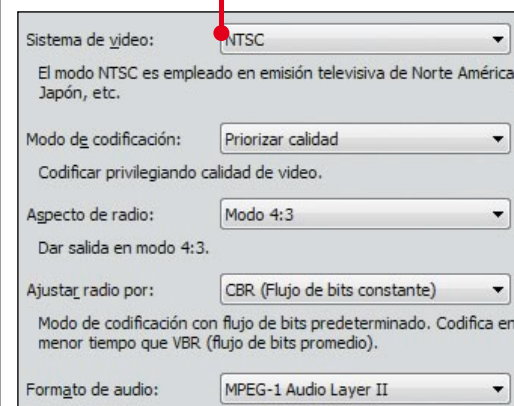 Sistema de video: NTSC
El modo NTSC es empleado en emisión televisiva de Norte América
Japón, etc.
Modo de codificación: Priorizar calidad
Codificar privilegiando calidad de video.
Aspecto de radio: Modo 4:3
Dar salida en modo 4:3.
Ajustar radio por: CBR (Flujo de bits constante)
Modo de codificación con flujo de bits predeterminado. Codifica en
menor tiempo que VBR (flujo de bits promedio).
Formato de audio: MPEG-1 Audio Layer II